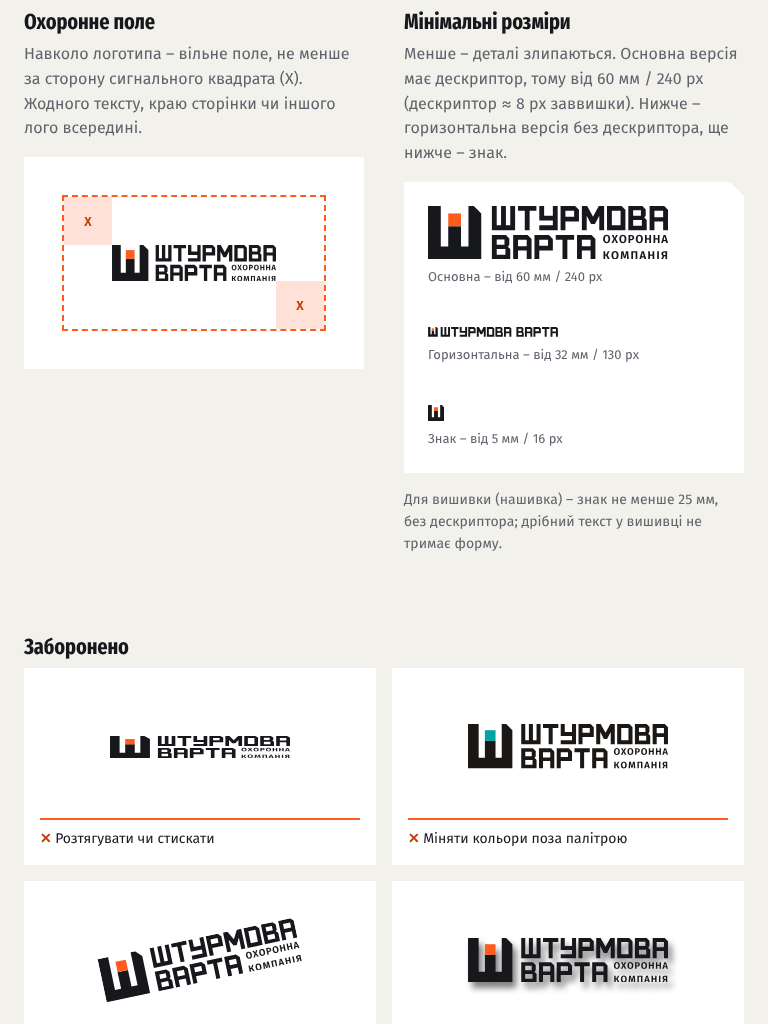 Охоронне поле
Навколо логотипа – вільне поле, не менше
за сторону сигнального квадрата (X).
Жодного тексту, краю сторінки чи іншого
лого всередині.
X
ШТУРМОВА
ВАРТА ОХОРОННА
КОМПАНІЯ
X
Мінімальні розміри
Менше – деталі злипаються. Основна версія
має дескриптор, тому від 60 мм / 240 px
(дескриптор ≈ 8 px заввишки). Нижче –
горизонтальна версія без дескриптора, ще
нижче – знак.
ШТУРМОВА
ВАРТА ОХОРОННА
КОМПАНІЯ
Основна – від 60 мм / 240 px
ШТУРМОВА ВАРТА
Горизонтальна – від 32 мм / 130 px
Знак – від 5 мм / 16 px
Для вишивки (нашивка) – знак не менше 25 мм,
без дескриптора; дрібний текст у вишивці не
тримає форму.
Заборонено
ШТУРМОВА
ВАРТА ОХОРОННА
КОМПАНІЯ
✕ Розтягувати чи стискати
ШТУРМОВА
ВАРТА ОХОРОННА
КОМПАНІЯ
✕ Міняти кольори поза палітрою
ШТУРМОВА
ВАРТА ОХОРОННА
КОМПАНІЯ
ШТУРМОВА
ВАРТА ОХОРОННА
КОМПАНІЯ